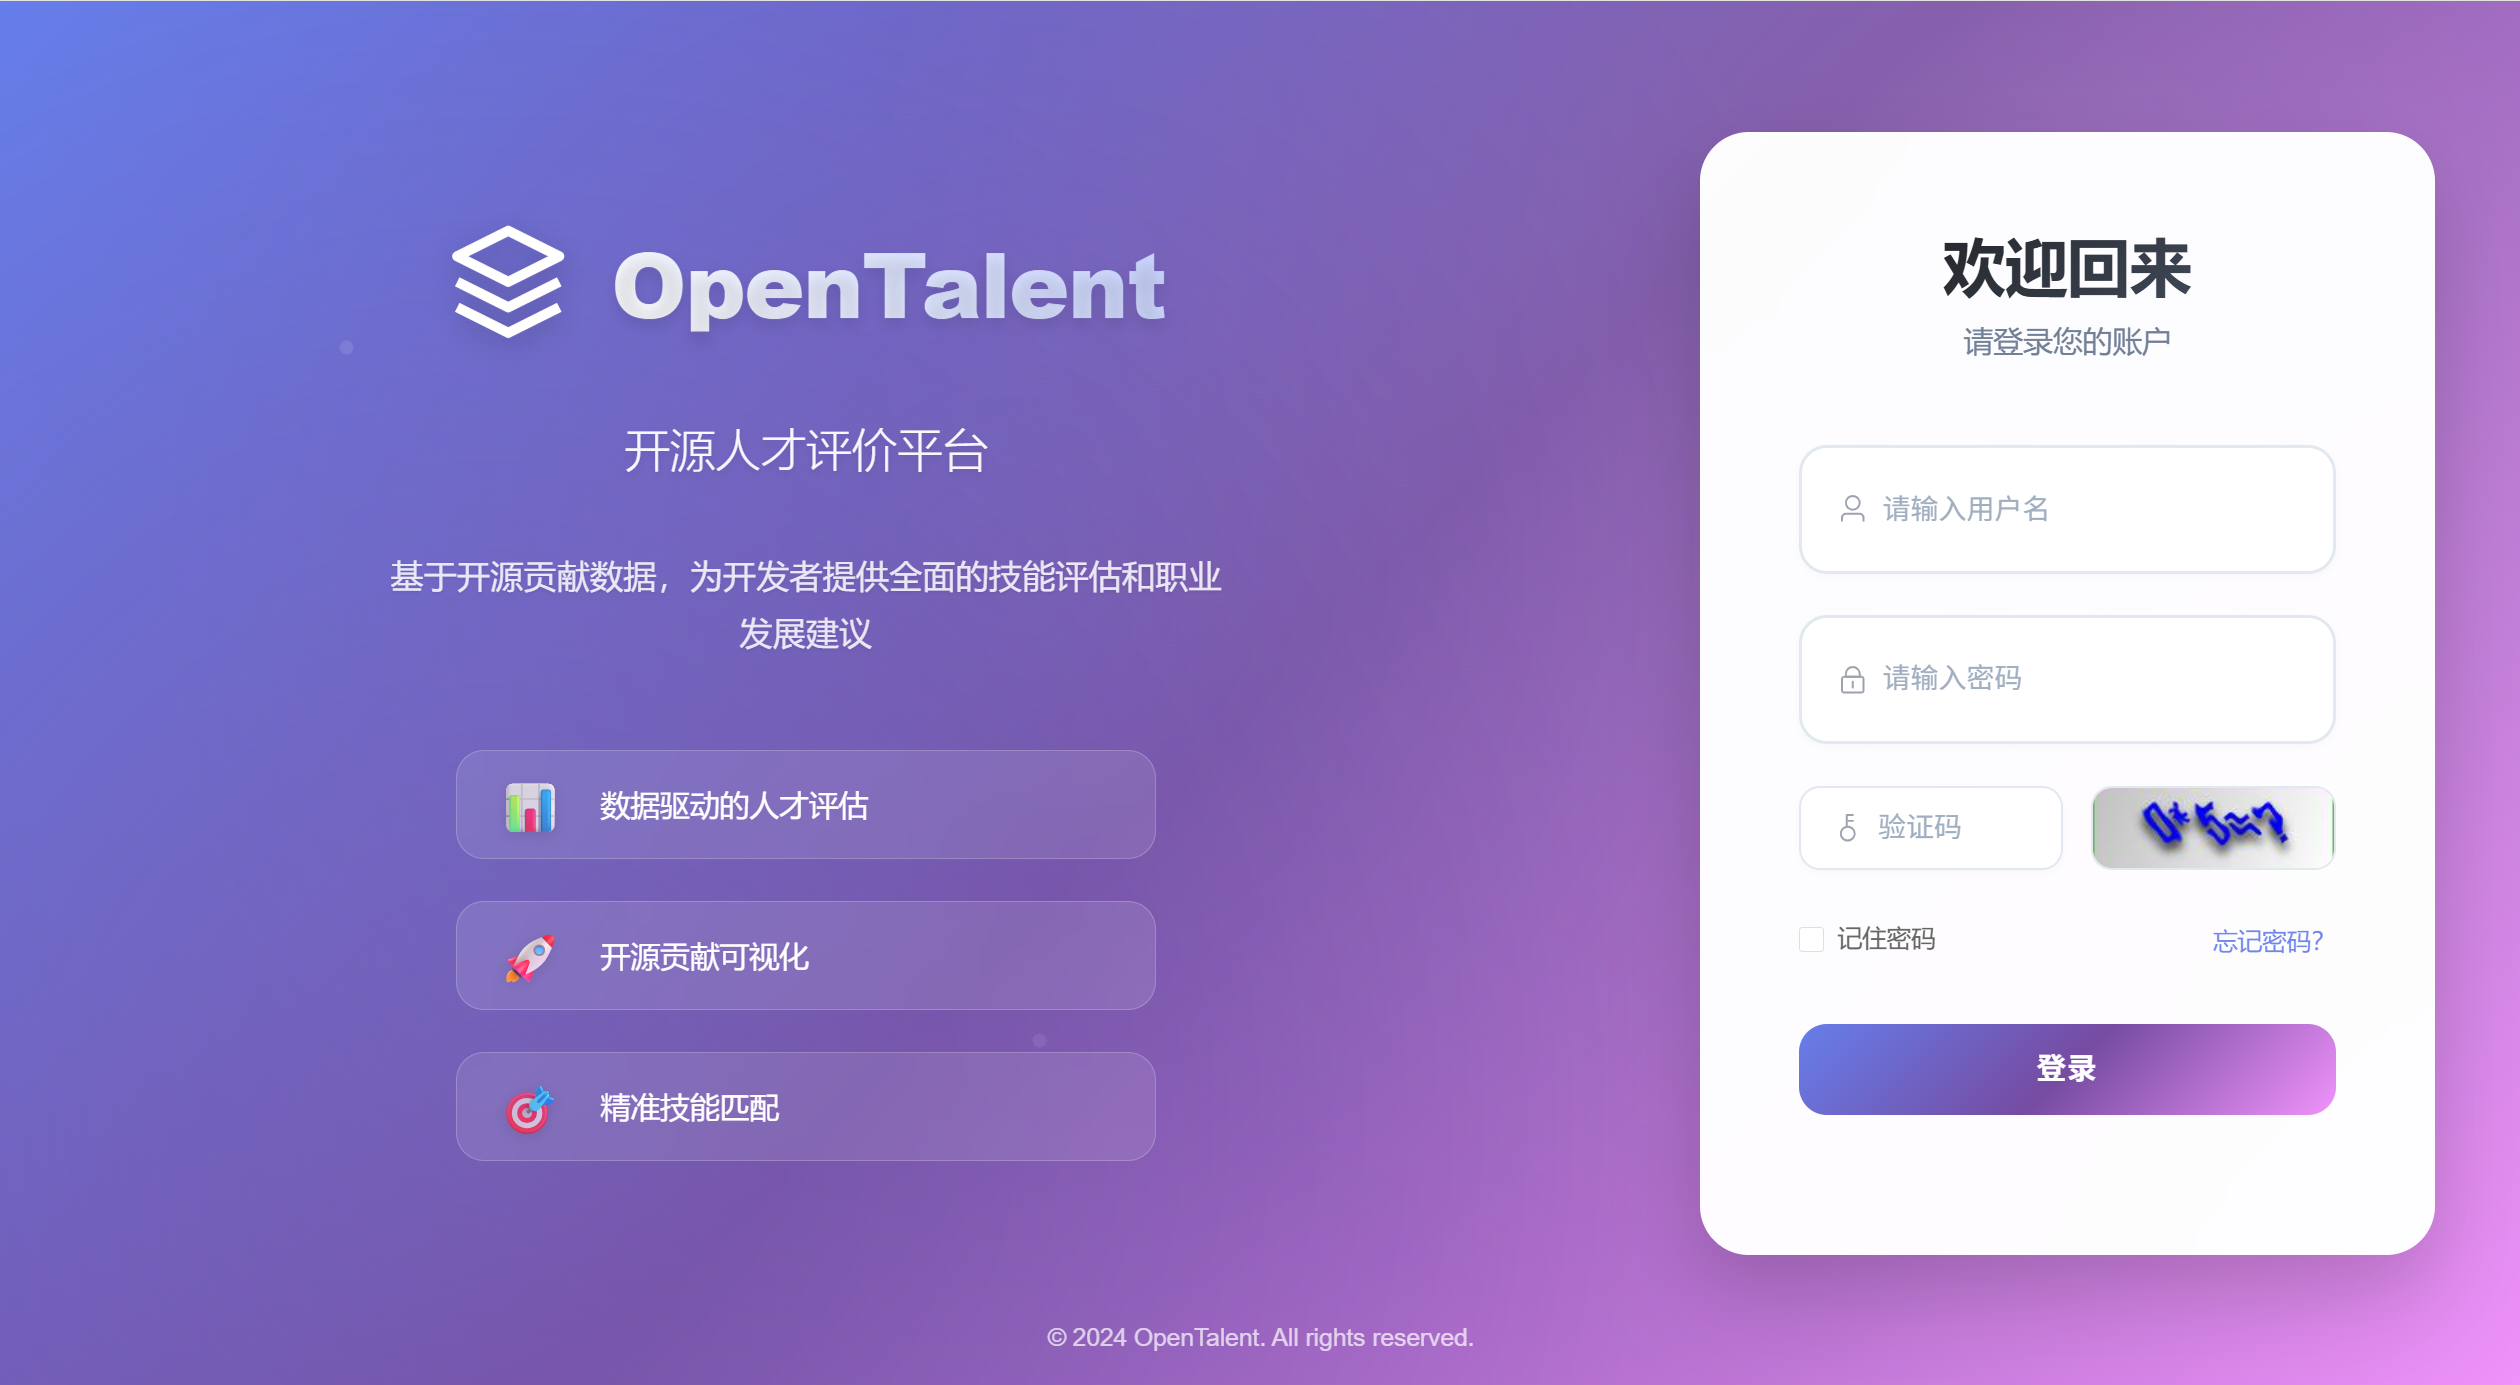 OpenTalent
开源人才评价平台
基于开源贡献数据，为开发者提供全面的技能评估和职业
发展建议
数据驱动的人才评估
开源贡献可视化
精准技能匹配
欢迎回来
请登录您的账户
请输入用户名
请输入密码
验证码
0*5=?
记住密码
忘记密码?
登录
© 2024 OpenTalent. All rights reserved.